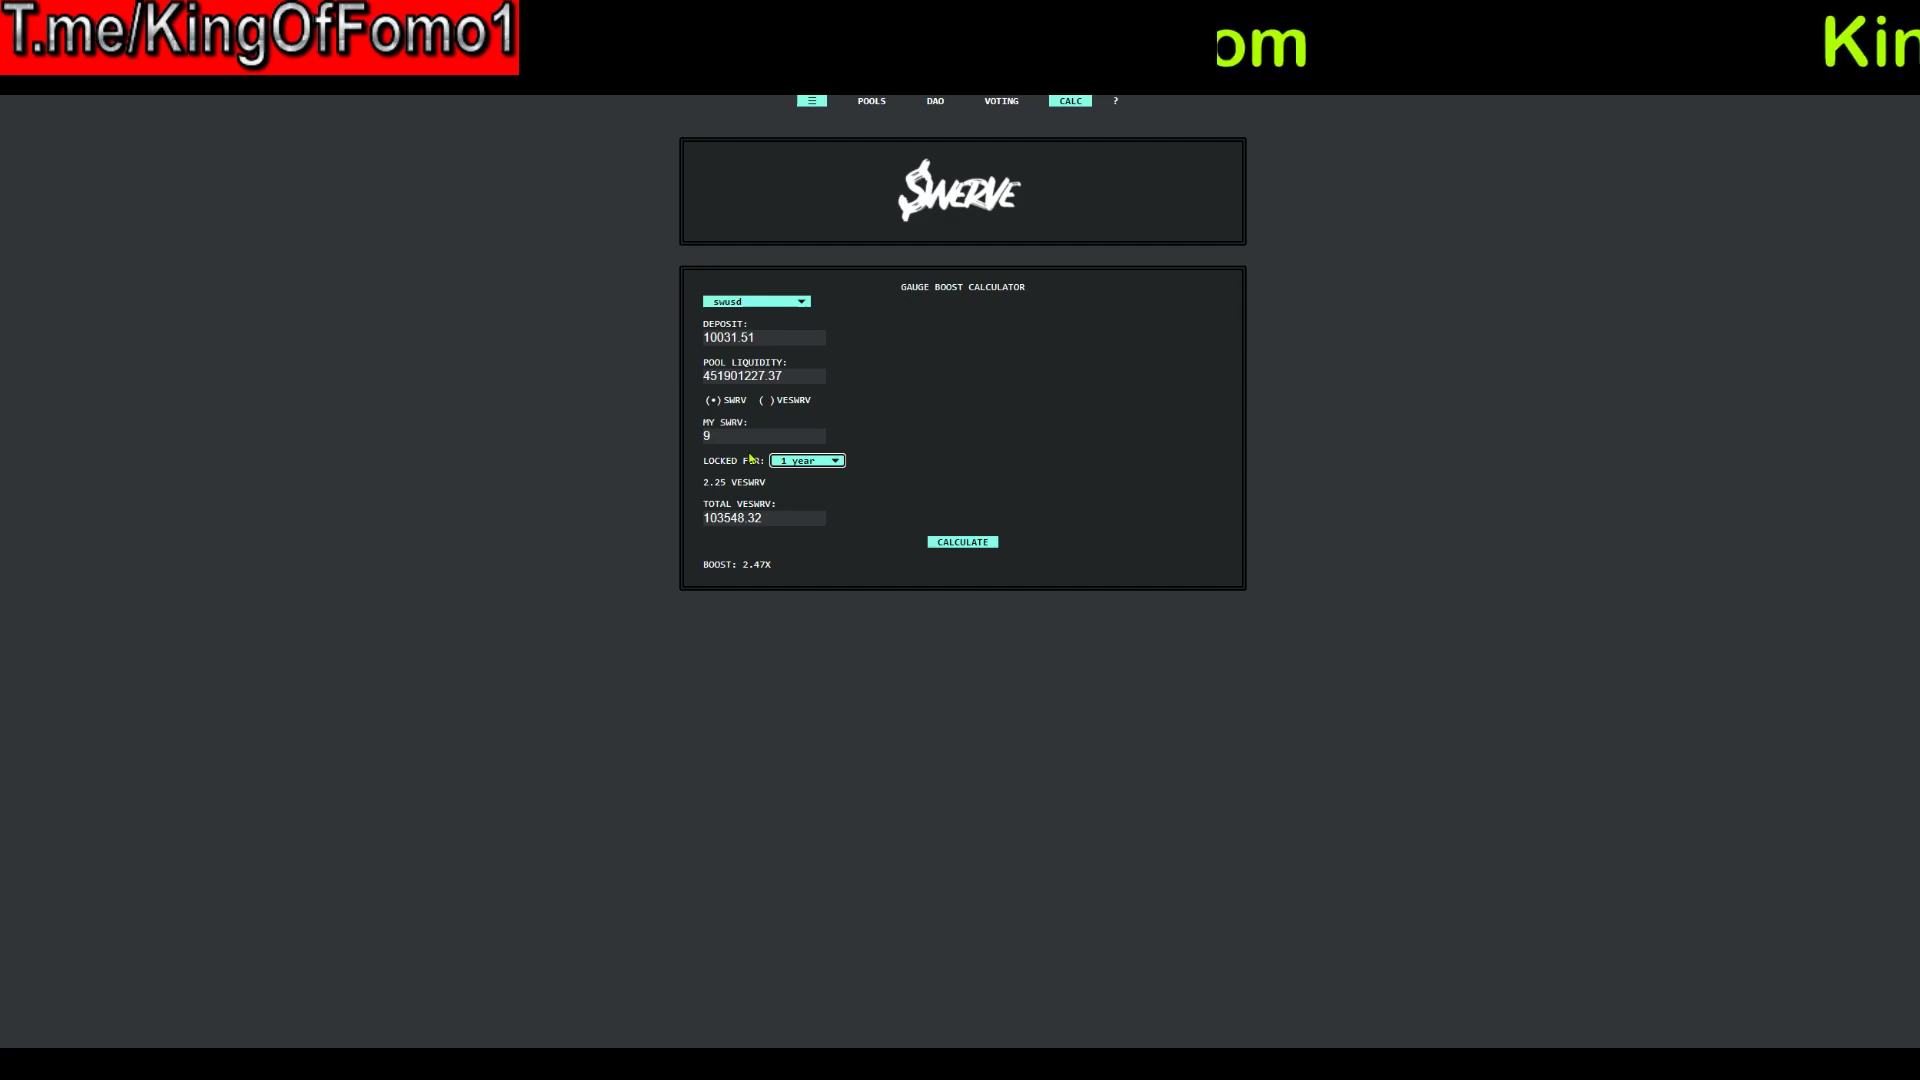 T.me/KingOfFomo1
om
Kin
☰ POOLS DAO VOTING CALC ?
$WERVE
GAUGE BOOST CALCULATOR
swusd
DEPOSIT:
10031.51
POOL LIQUIDITY:
451901227.37
(•)SWRV ( )VESWRV
MY SWRV:
9
LOCKED FOR: 1 year
2.25 VESWRV
TOTAL VESWRV:
103548.32
CALCULATE
BOOST: 2.47X